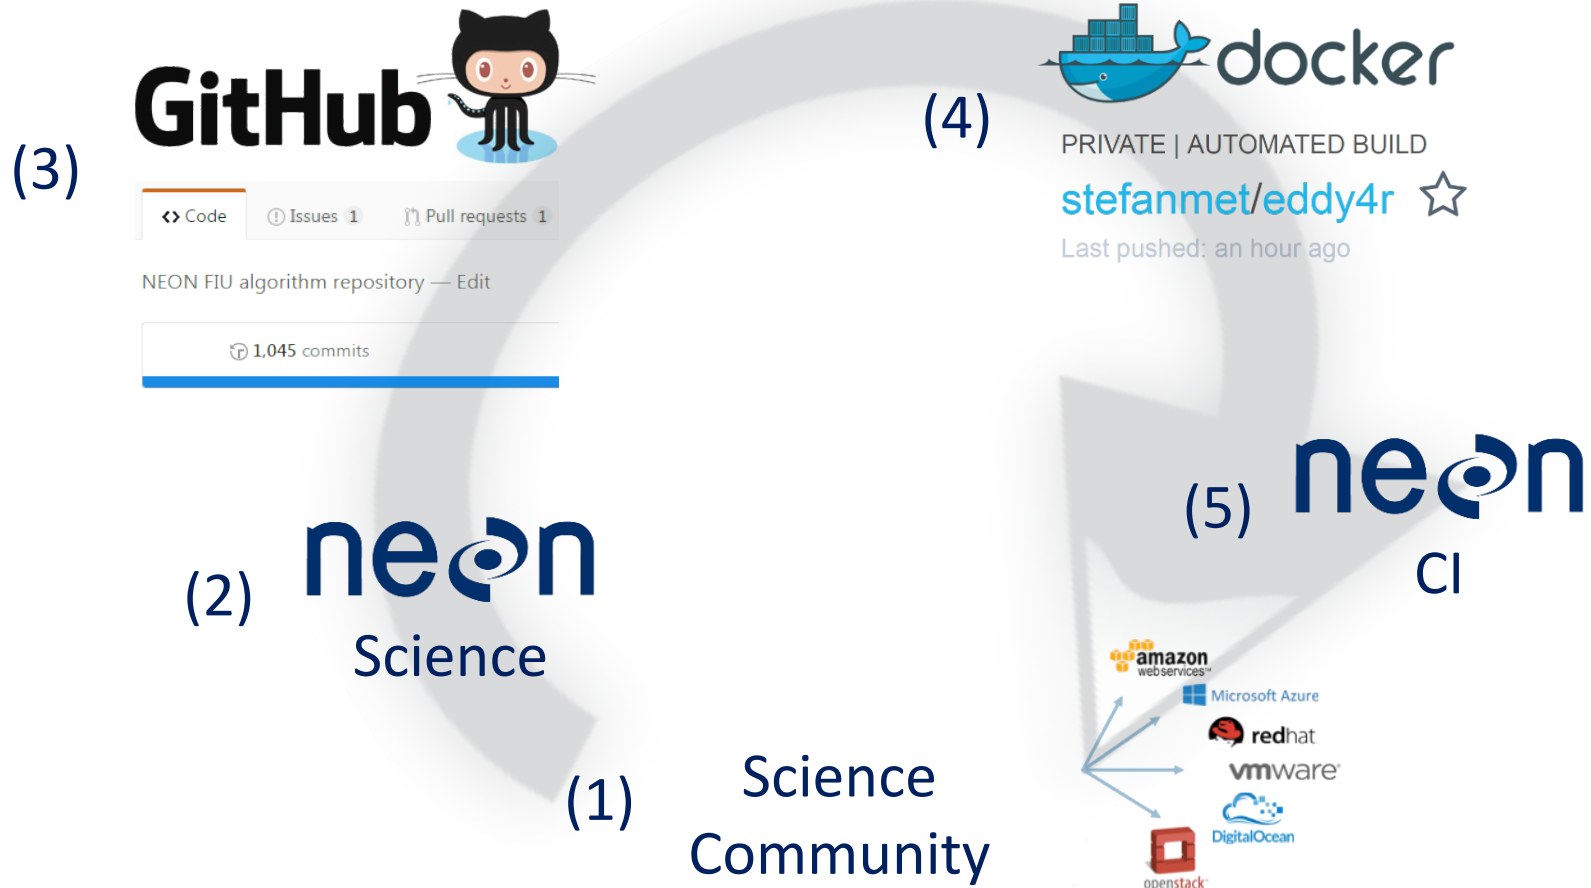 GitHub
(3)
Code
Issues 1
Pull requests 1
NEON FIU algorithm repository — Edit
1,045 commits
docker
(4)
PRIVATE | AUTOMATED BUILD
stefanmet/eddy4r
Last pushed: an hour ago
neon
(5)
CI
neon
(2)
Science
(1)
Science
Community
amazon
webservices™
Microsoft Azure
redhat
vmware®
DigitalOcean
openstack